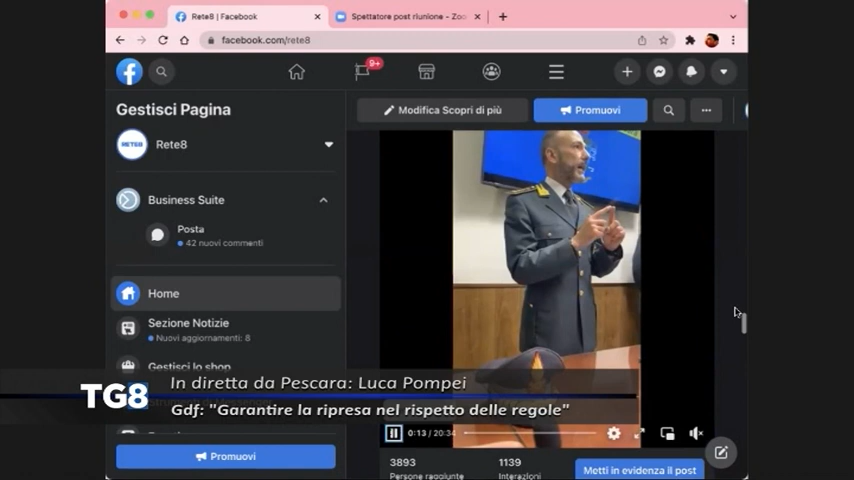 Rete8 | Facebook
Spettatore post riunione - Zoo
facebook.com/rete8
9+
Gestisci Pagina
Modifica Scopri di più
Promuovi
RETE8
Rete8
Business Suite
Posta
42 nuovi commenti
Home
Sezione Notizie
Nuovi aggiornamenti: 8
Gestisci lo shop
In diretta da Pescara: Luca Pompei
TG8
Gdf: "Garantire la ripresa nel rispetto delle regole"
0:13 / 20:34
Promuovi
3893
1139
Persone raggiunte
Interazioni
Metti in evidenza il post